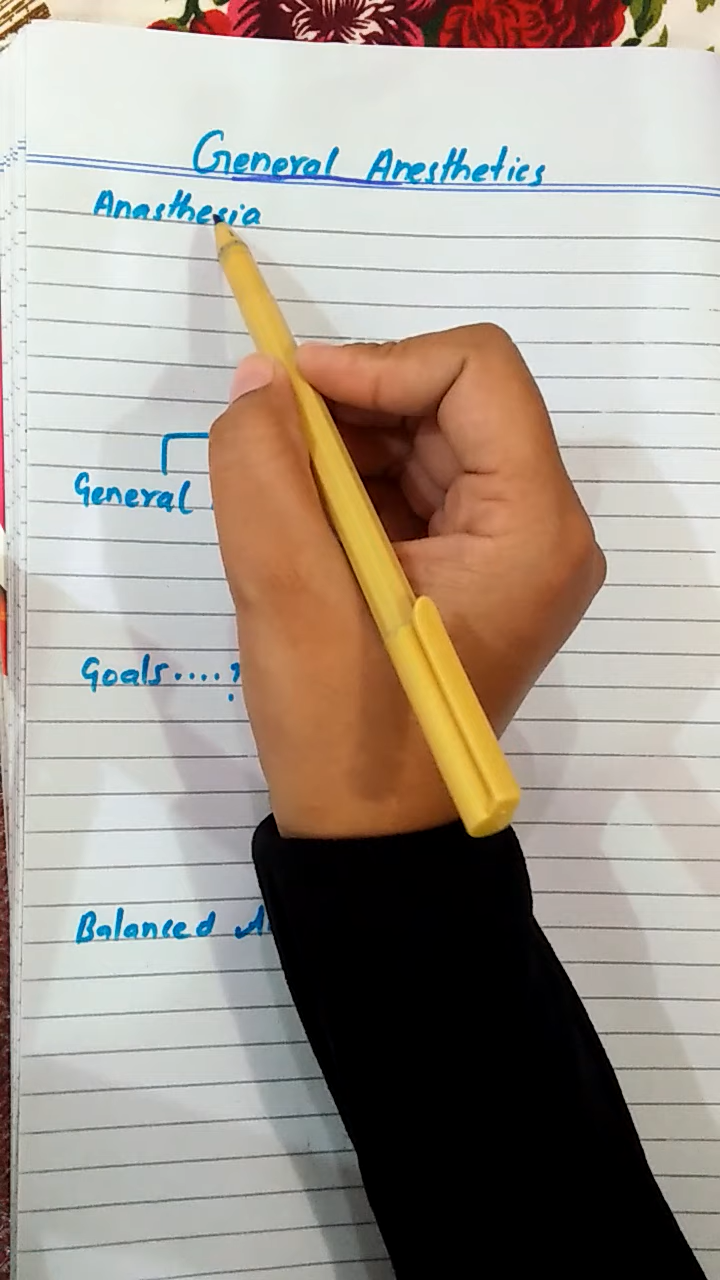 General Anesthetics
Anasthesia
General
Goals....?
Balanced